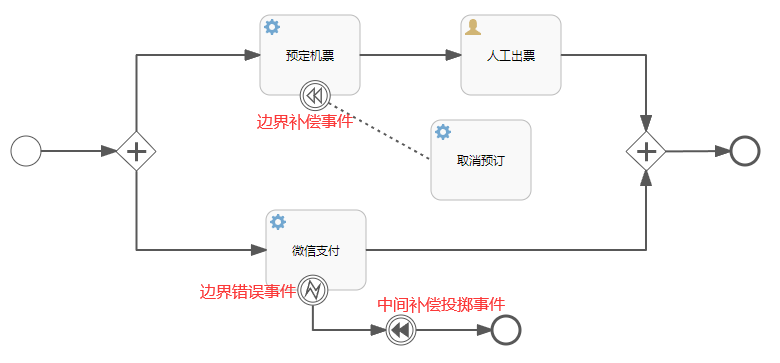 预定机票
人工出票
边界补偿事件
取消预订
微信支付
边界错误事件
中间补偿投掷事件